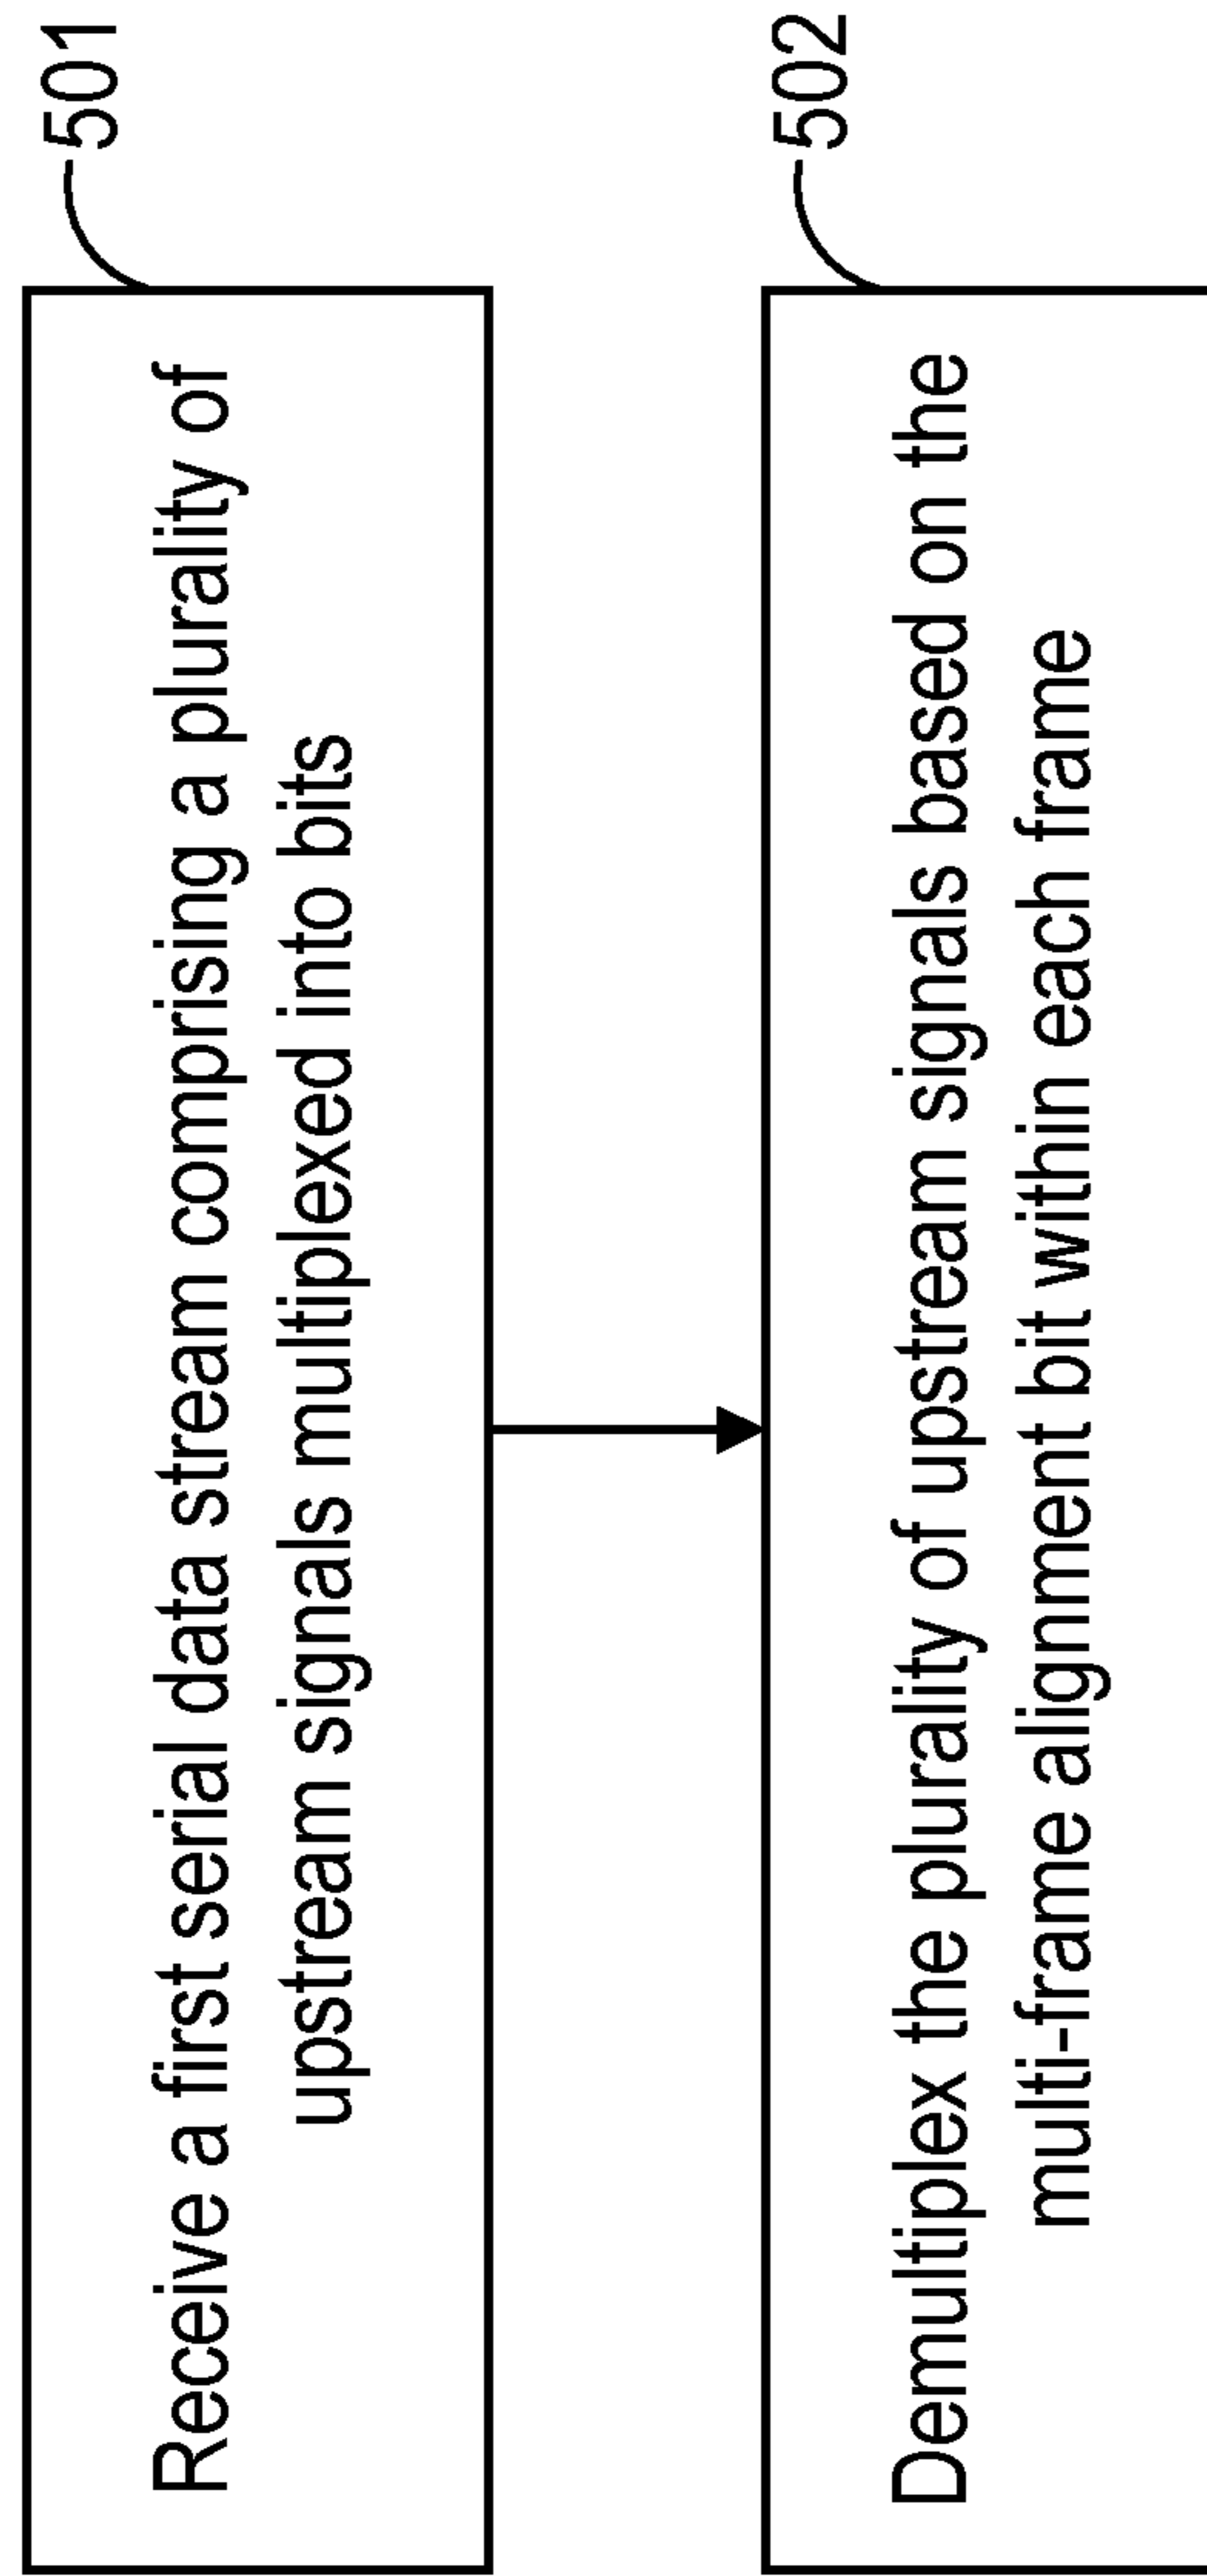 501
Receive a first serial data stream comprising a plurality of
upstream signals multiplexed into bits
502
Demultiplex the plurality of upstream signals based on the
multi-frame alignment bit within each frame